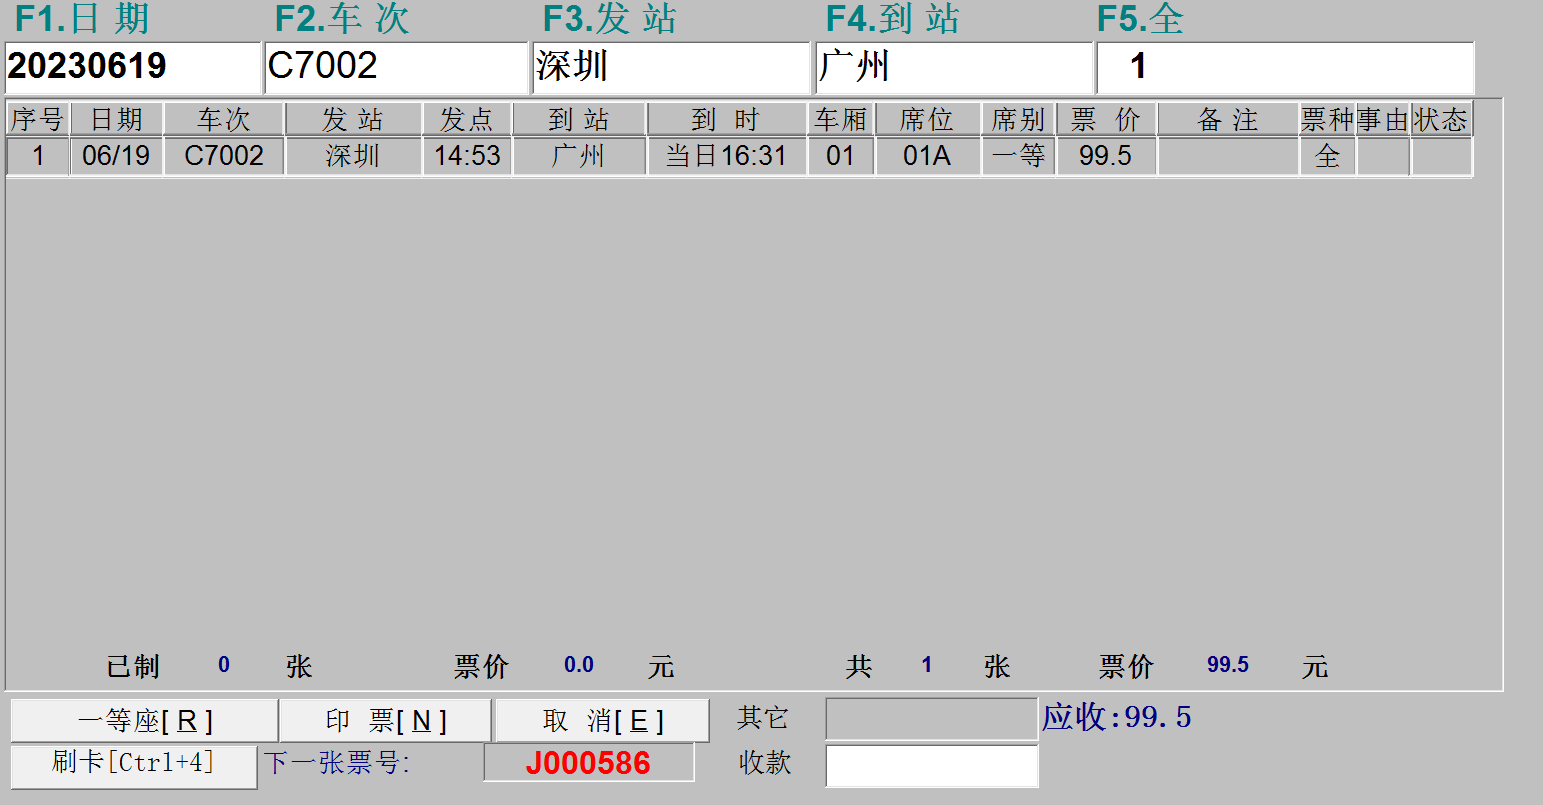 F1.日 期 F2.车 次 F3.发 站 F4.到 站 F5.全
20230619 C7002 深圳 广州 1
序号 日期 车次 发 站 发点 到 站 到 时 车厢 席位 席别 票 价 备 注 票种 事由 状态
1 06/19 C7002 深圳 14:53 广州 当日16:31 01 01A 一等 99.5 全
已制 0 张 票价 0.0 元 共 1 张 票价 99.5 元
一等座[ R ] 印 票[ N ] 取 消[ E ] 其它 应收:99.5
刷卡[Ctrl+4] 下一张票号: J000586 收款